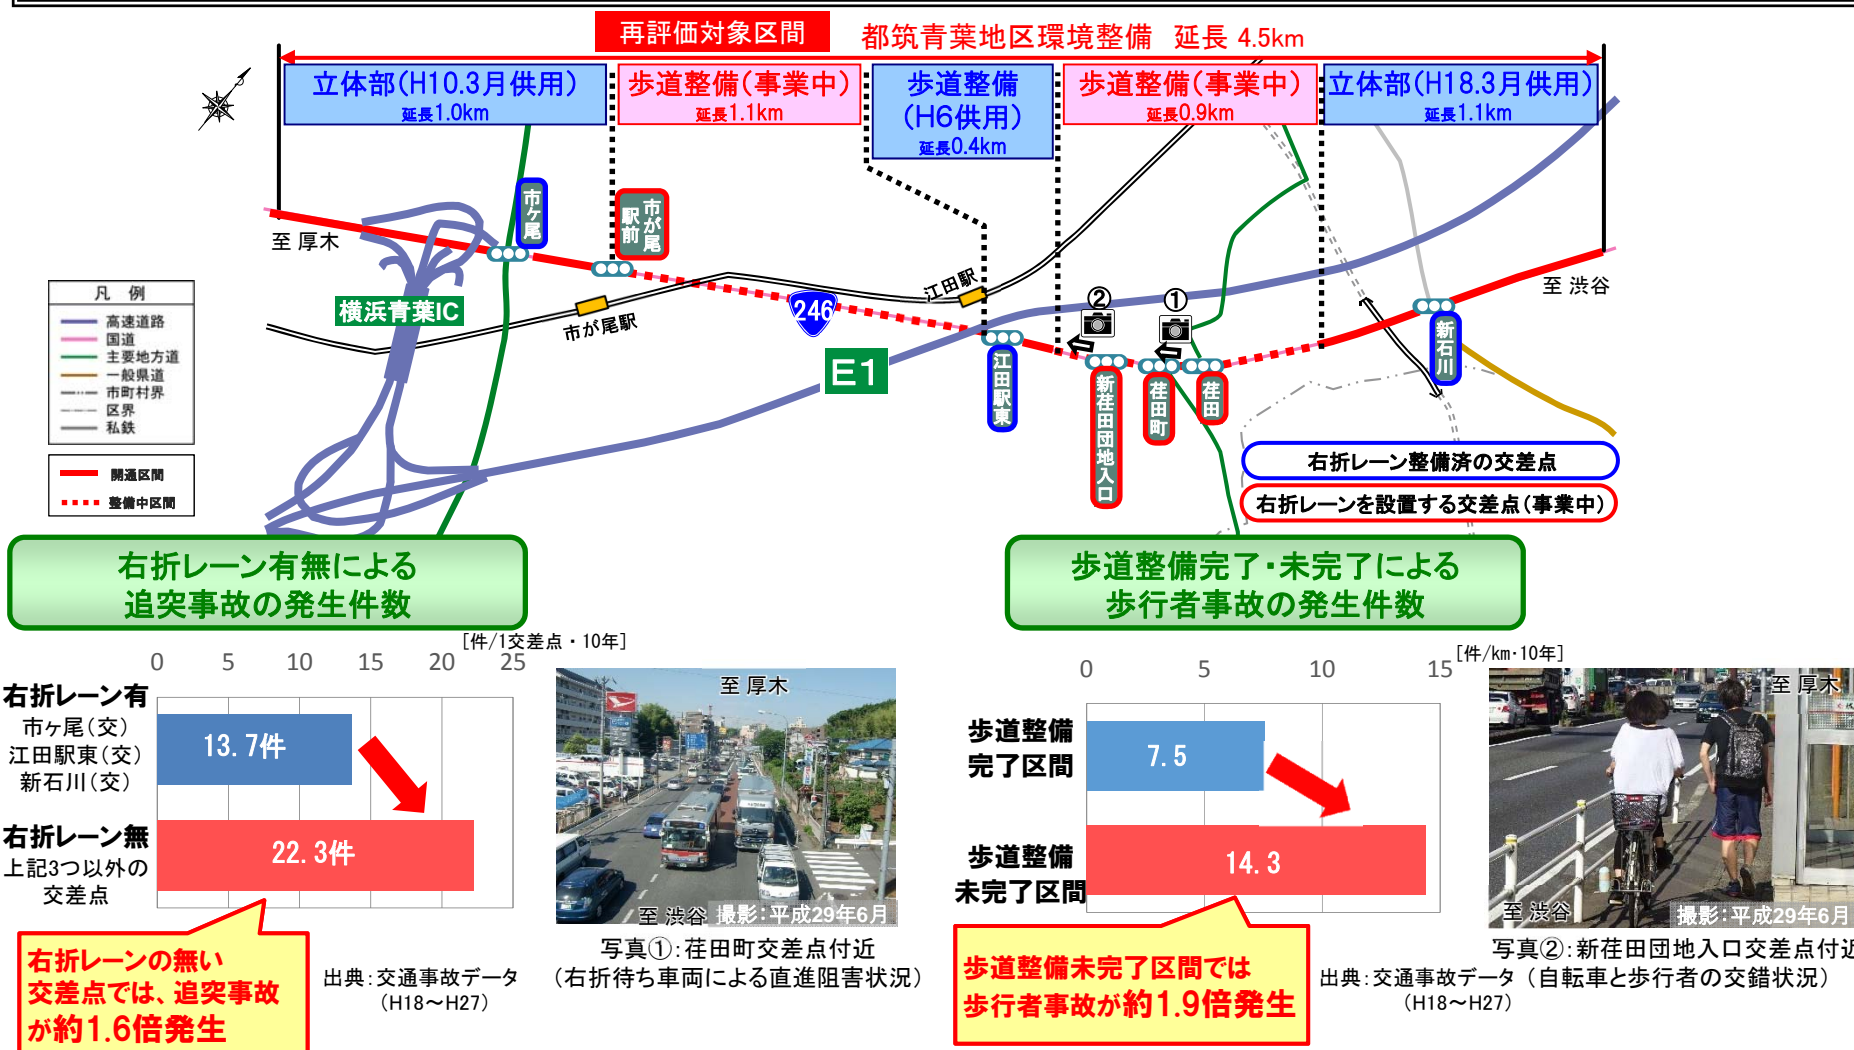 再評価対象区間
都筑青葉地区環境整備 延長 4.5km
立体部(H10.3月供用)
延長1.0km
歩道整備(事業中)
延長1.1km
歩道整備
(H6供用)
延長0.4km
歩道整備(事業中)
延長0.9km
立体部(H18.3月供用)
延長1.1km
至 厚木
市ケ尾
市が尾
駅前
横浜青葉IC
市が尾駅
246
江田駅
E1
②
①
江田駅東
新荏田団地入口
荏田町
荏田
新石川
至 渋谷
凡 例
高速道路
国道
主要地方道
一般県道
市町村界
区界
私鉄
開通区間
整備中区間
右折レーン整備済の交差点
右折レーンを設置する交差点(事業中)
右折レーン有無による
追突事故の発生件数
[件/1交差点・10年]
0 5 10 15 20 25
右折レーン有
市ヶ尾(交)
江田駅東(交)
新石川(交)
13.7件
右折レーン無
上記3つ以外の
交差点
22.3件
右折レーンの無い
交差点では、追突事故
が約1.6倍発生
出典:交通事故データ
(H18~H27)
至 厚木
至 渋谷
撮影:平成29年6月
写真①:荏田町交差点付近
(右折待ち車両による直進阻害状況)
歩道整備完了・未完了による
歩行者事故の発生件数
[件/km・10年]
0 5 10 15
歩道整備
完了区間
7.5
歩道整備
未完了区間
14.3
歩道整備未完了区間では
歩行者事故が約1.9倍発生
出典:交通事故データ
(H18~H27)
至 厚木
至 渋谷
撮影:平成29年6月
写真②:新荏田団地入口交差点付近
(自転車と歩行者の交錯状況)